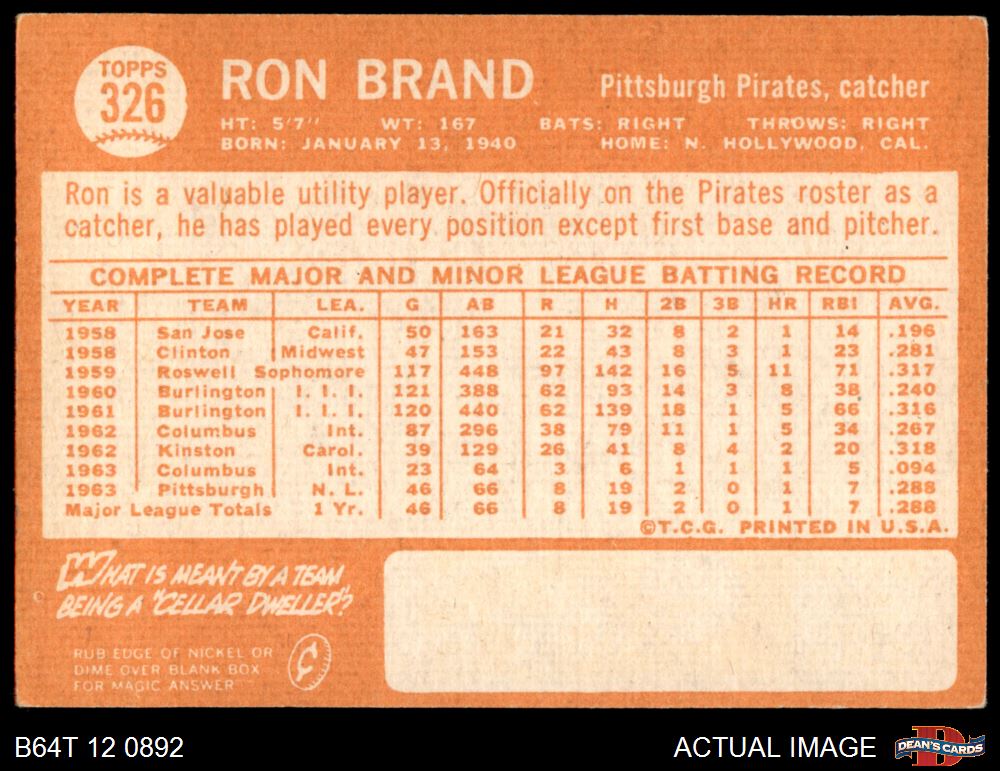 TOPPS
326
RON BRAND
Pittsburgh Pirates, catcher
HT: 5'7" WT: 167 BATS: RIGHT THROWS: RIGHT
BORN: JANUARY 13, 1940 HOME: N. HOLLYWOOD, CAL.
Ron is a valuable utility player. Officially on the Pirates roster as a
catcher, he has played every position except first base and pitcher.
COMPLETE MAJOR AND MINOR LEAGUE BATTING RECORD
YEAR TEAM LEA. G AB R H 2B 3B HR RBI AVG.
1958 San Jose Calif. 50 163 21 32 8 2 1 14 .196
1958 Clinton Midwest 47 153 22 43 8 3 1 23 .281
1959 Roswell Sophomore 117 448 97 142 16 5 11 71 .317
1960 Burlington I. I. I. 121 388 62 93 14 3 8 38 .240
1961 Burlington I. I. I. 120 440 62 139 18 1 5 66 .316
1962 Columbus Int. 87 296 38 79 11 1 5 34 .267
1962 Kinston Carol. 39 129 26 41 8 4 2 20 .318
1963 Columbus Int. 23 64 3 6 1 1 1 5 .094
1963 Pittsburgh N. L. 46 66 8 19 2 0 1 7 .288
Major League Totals 1 Yr. 46 66 8 19 2 0 1 7 .288
©T.C.G. PRINTED IN U.S.A.
WHAT IS MEANT BY A TEAM
BEING A "CELLAR DWELLER"?
RUB EDGE OF NICKEL OR
DIME OVER BLANK BOX
FOR MAGIC ANSWER
¢
B64T 12 0892
ACTUAL IMAGE
D
DEAN'S CARDS